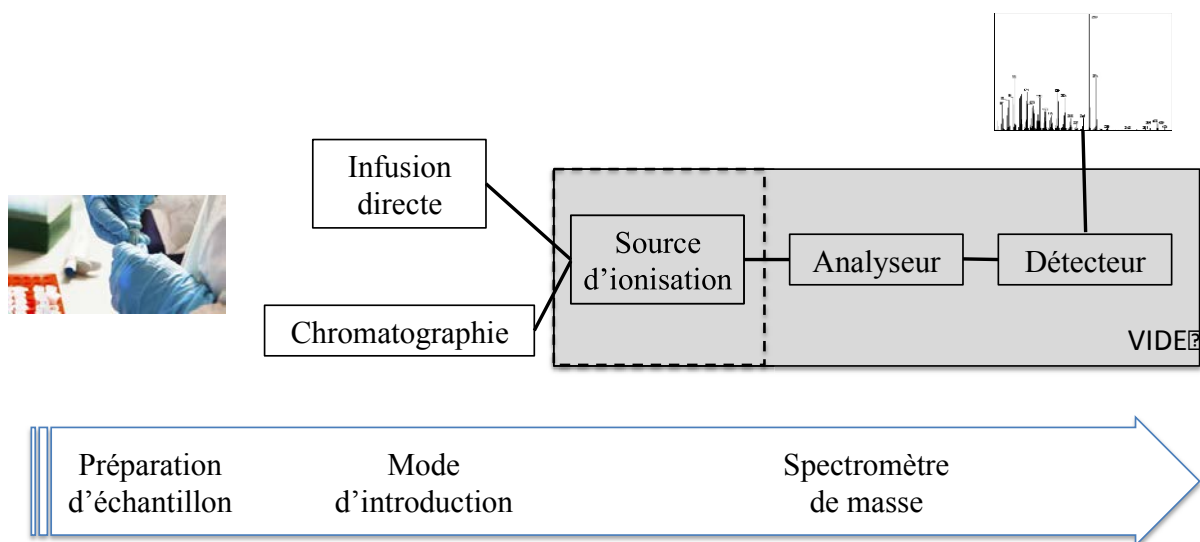 Infusion
directe
Chromatographie
Source
d'ionisation
Analyseur
Détecteur
VIDE
Préparation
d'échantillon
Mode
d'introduction
Spectromètre
de masse